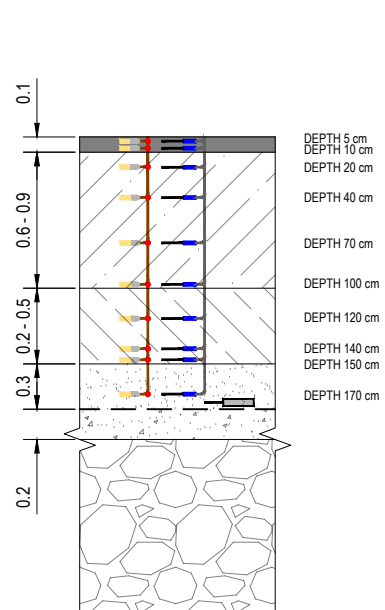 0.1
0.6 - 0.9
0.2 - 0.5
0.3
0.2
DEPTH 5 cm
DEPTH 10 cm
DEPTH 20 cm
DEPTH 40 cm
DEPTH 70 cm
DEPTH 100 cm
DEPTH 120 cm
DEPTH 140 cm
DEPTH 150 cm
DEPTH 170 cm